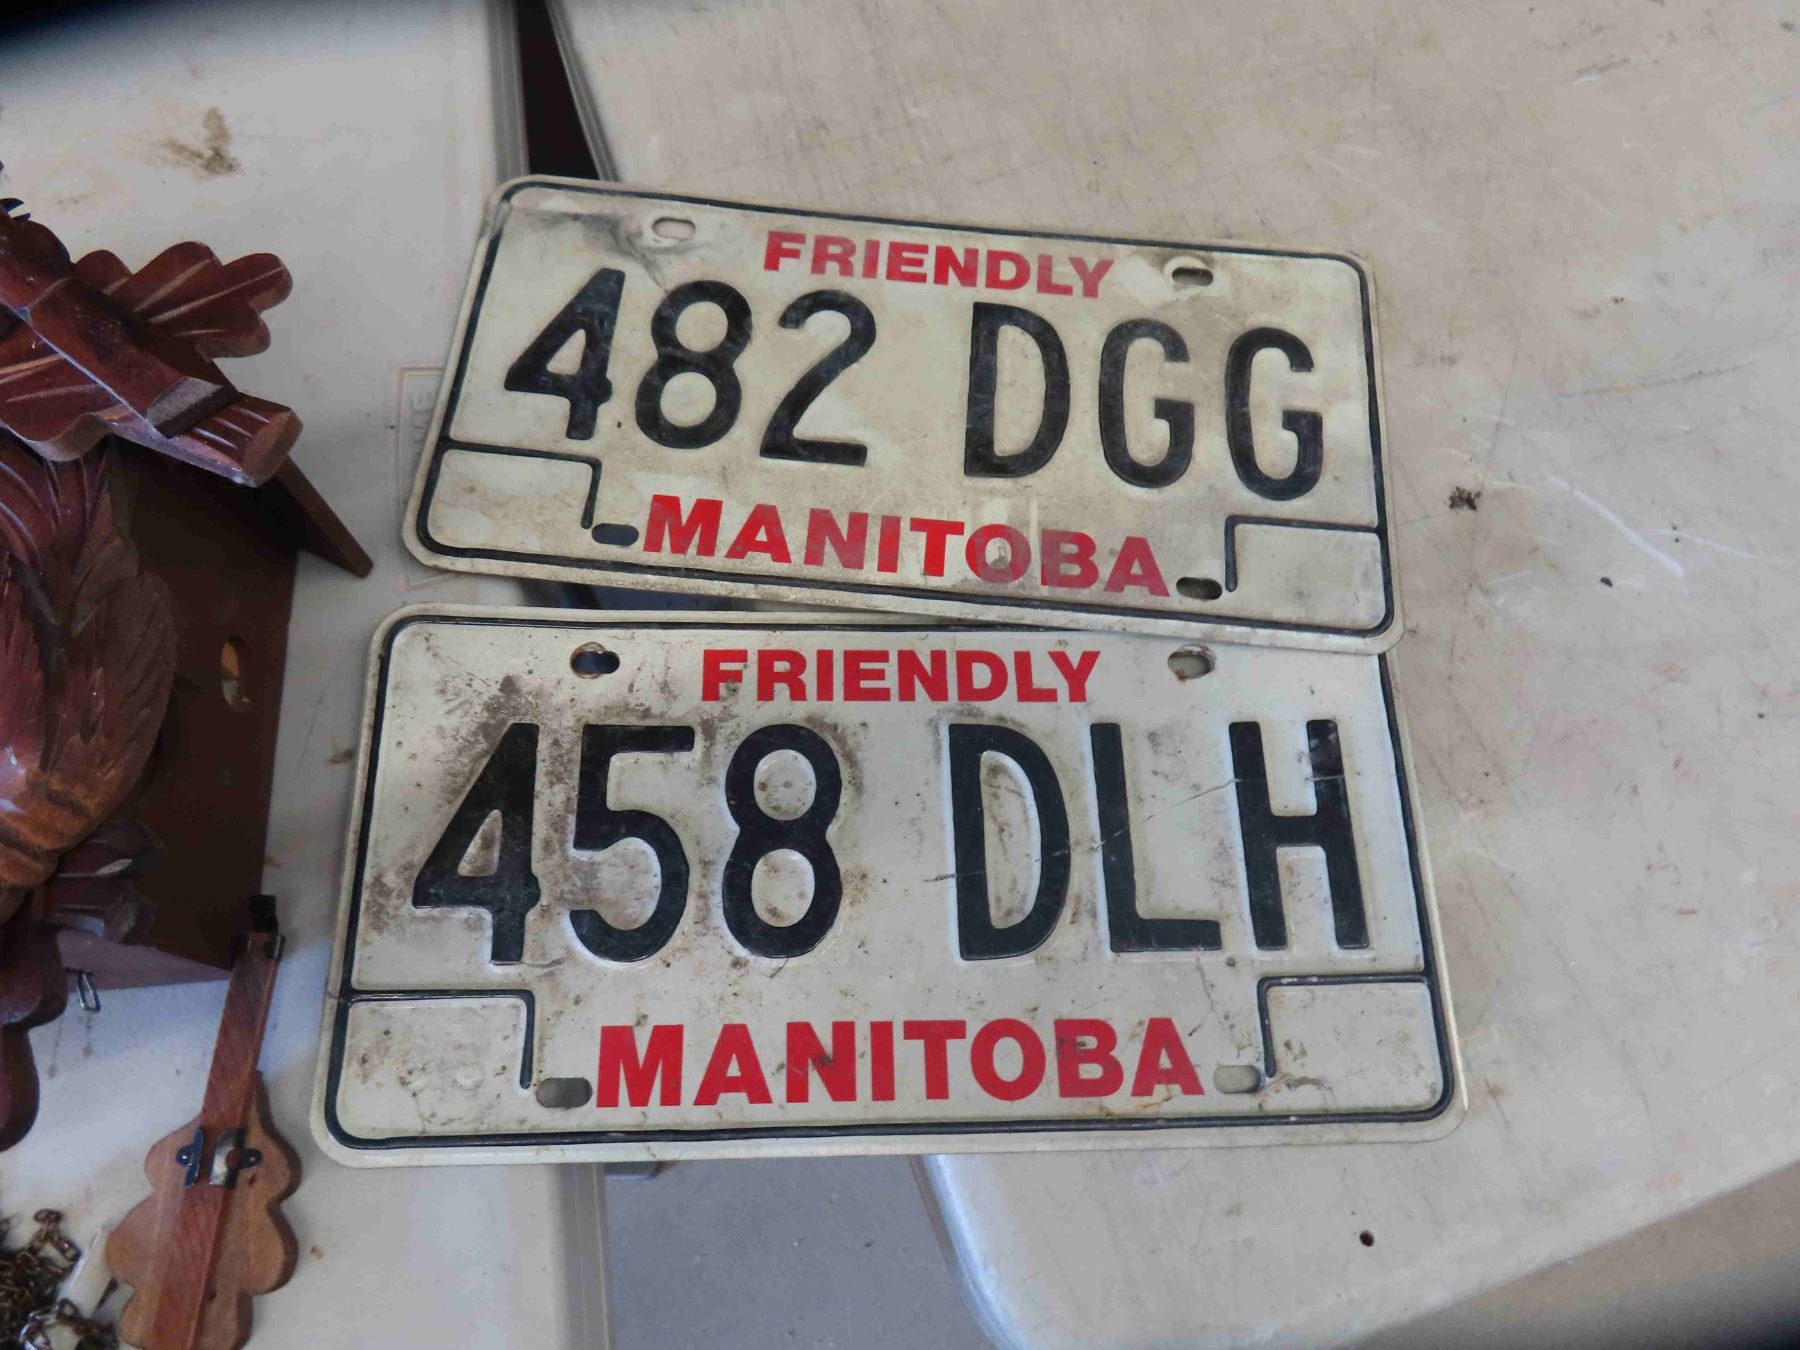 FRIENDLY
482 DGG
MANITOBA
FRIENDLY
458 DLH
MANITOBA